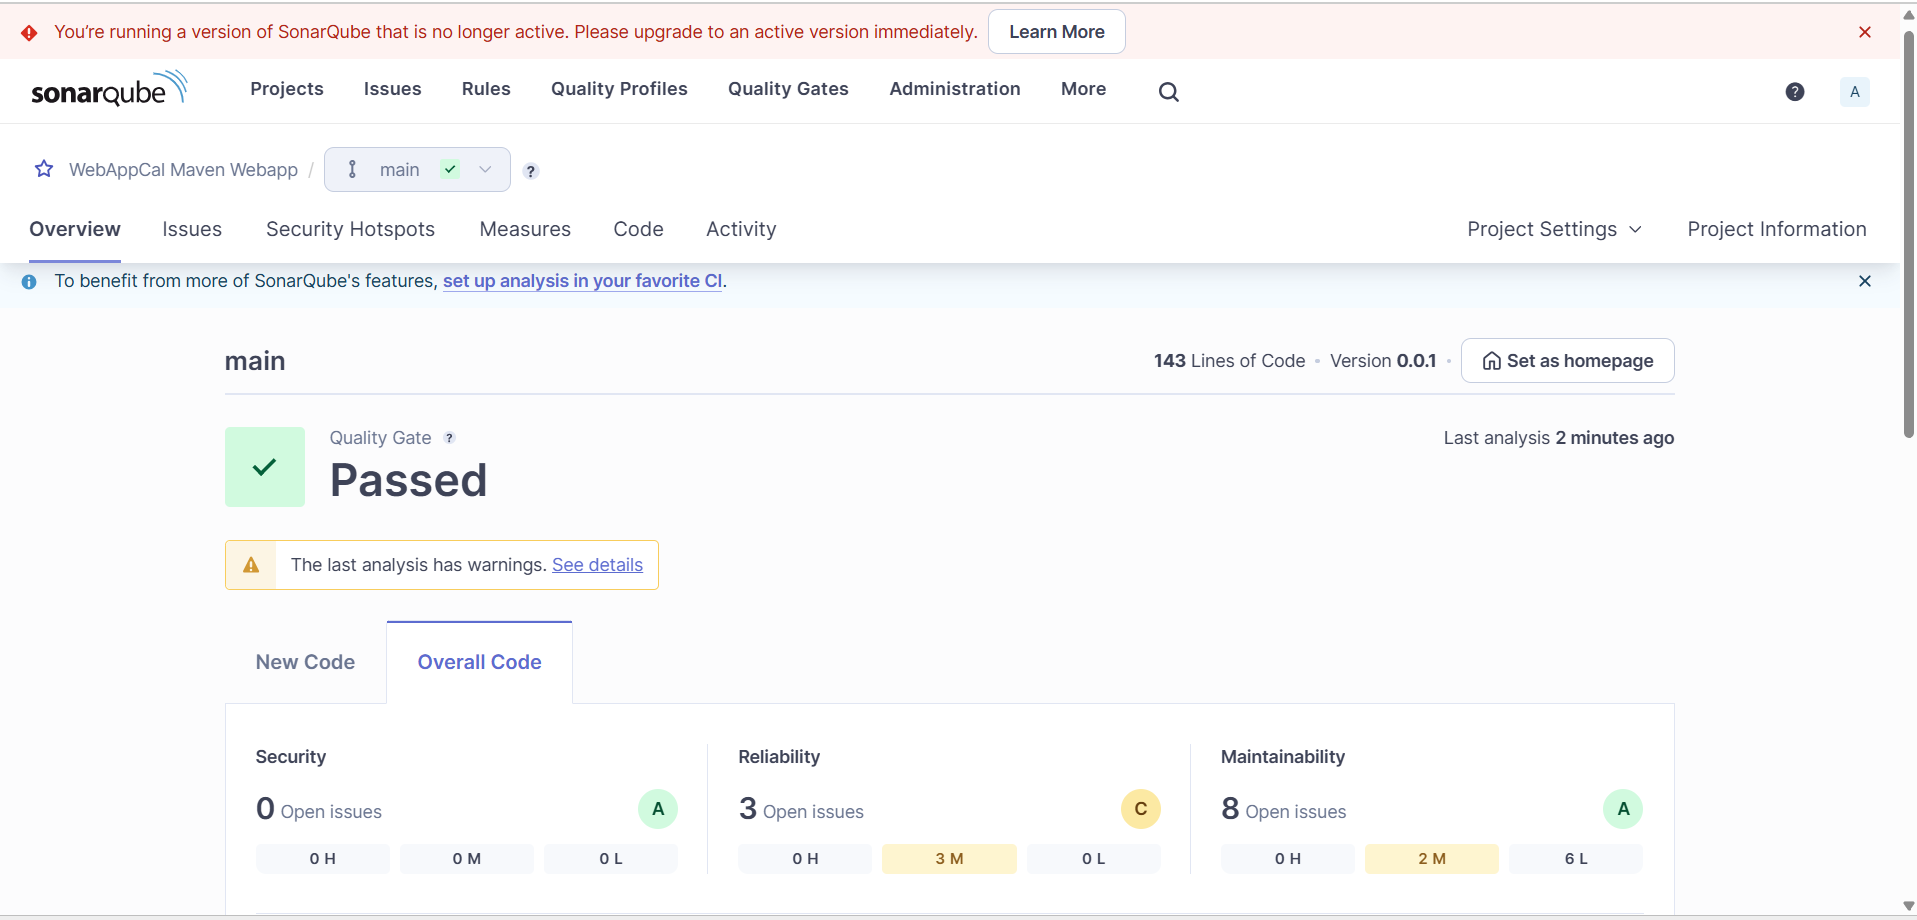 You're running a version of SonarQube that is no longer active. Please upgrade to an active version immediately. Learn More
sonarqube Projects Issues Rules Quality Profiles Quality Gates Administration More ? A
WebAppCal Maven Webapp / main ?
Overview Issues Security Hotspots Measures Code Activity Project Settings Project Information
To benefit from more of SonarQube's features, set up analysis in your favorite CI.
main 143 Lines of Code • Version 0.0.1 • Set as homepage
Quality Gate ? Last analysis 2 minutes ago
Passed
The last analysis has warnings. See details
New Code Overall Code
Security Reliability Maintainability
0 Open issues A 3 Open issues C 8 Open issues A
0 H 0 M 0 L 0 H 3 M 0 L 0 H 2 M 6 L